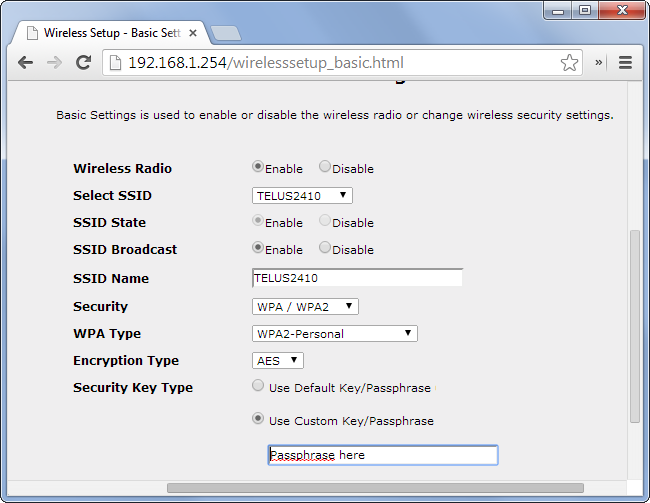 Wireless Setup - Basic Sett
192.168.1.254/wirelesssetup_basic.html
Basic Settings is used to enable or disable the wireless radio or change wireless security settings.
Wireless Radio Enable Disable
Select SSID TELUS2410
SSID State Enable Disable
SSID Broadcast Enable Disable
SSID Name TELUS2410
Security WPA / WPA2
WPA Type WPA2-Personal
Encryption Type AES
Security Key Type Use Default Key/Passphrase
Use Custom Key/Passphrase
Passphrase here